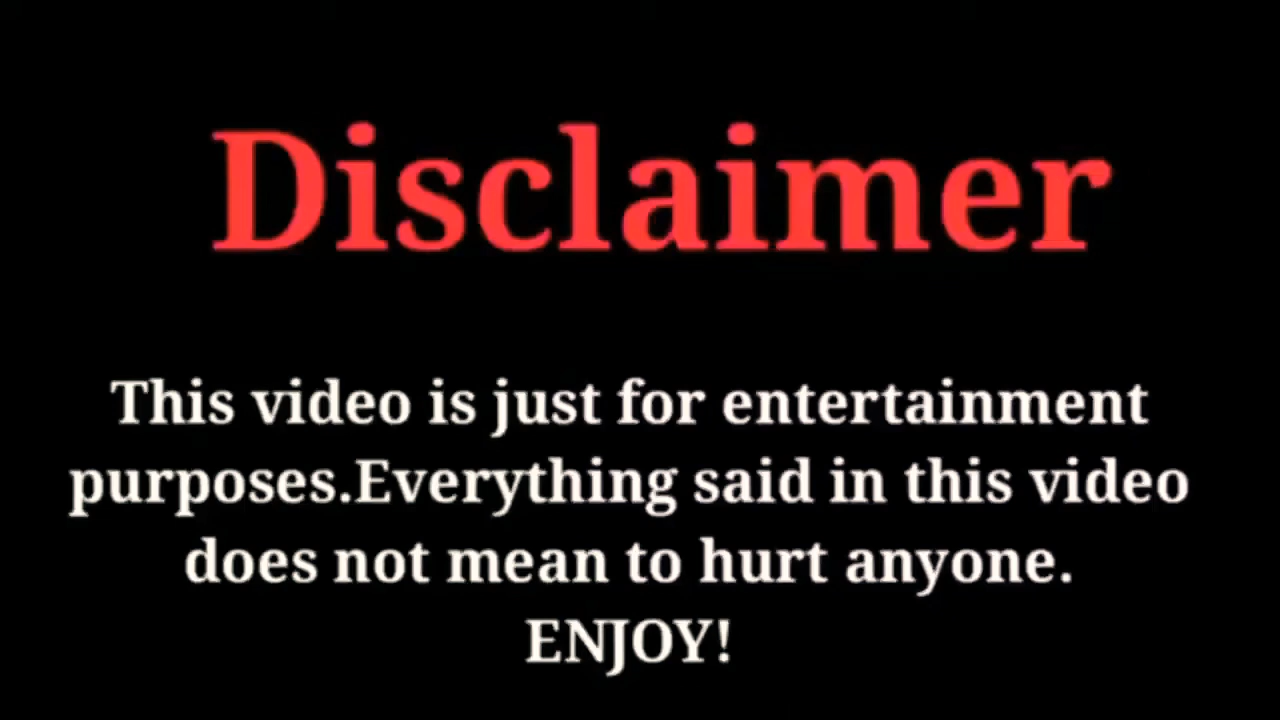 Disclaimer
This video is just for entertainment
purposes.Everything said in this video
does not mean to hurt anyone.
ENJOY!